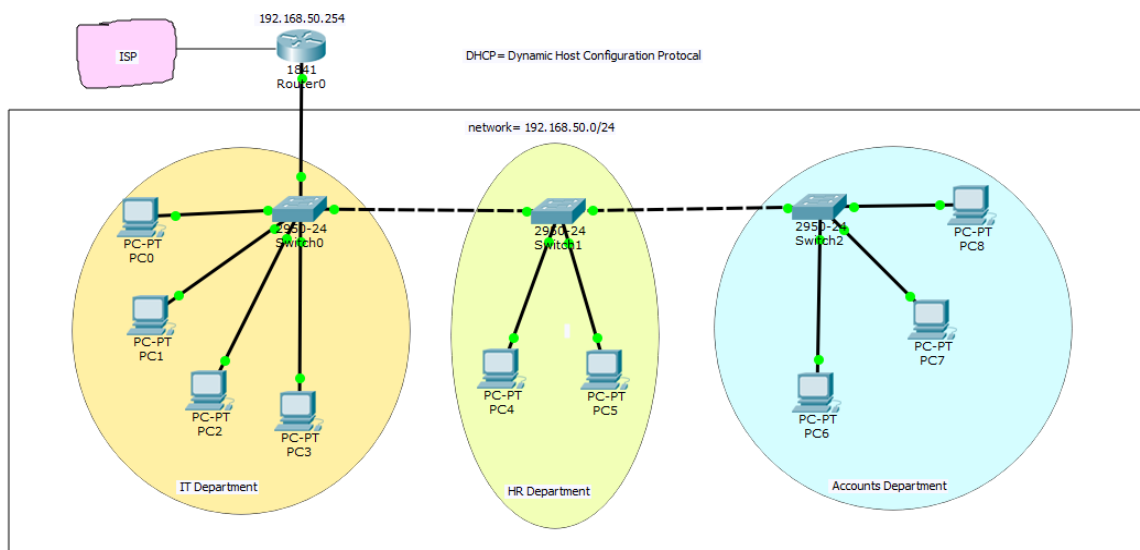 192.168.50.254
ISP
1841
Router0
DHCP= Dynamic Host Configuration Protocal
network= 192.168.50.0/24
2950-24
Switch0
2950-24
Switch1
2950-24
Switch2
PC-PT
PC0
PC-PT
PC1
PC-PT
PC2
PC-PT
PC3
PC-PT
PC4
PC-PT
PC5
PC-PT
PC6
PC-PT
PC7
PC-PT
PC8
IT Department
HR Department
Accounts Department